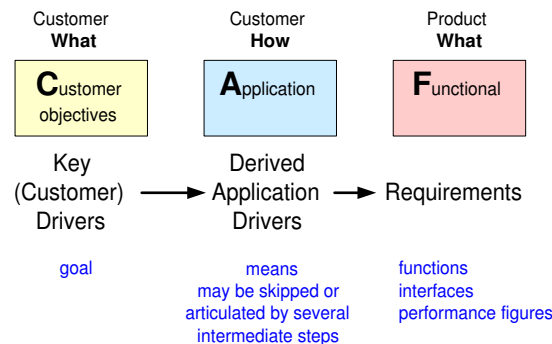 Customer
What
Customer
How
Product
What
Customer
objectives
Application
Functional
Key
(Customer)
Drivers
Derived
Application
Drivers
Requirements
goal
means
may be skipped or
articulated by several
intermediate steps
functions
interfaces
performance figures